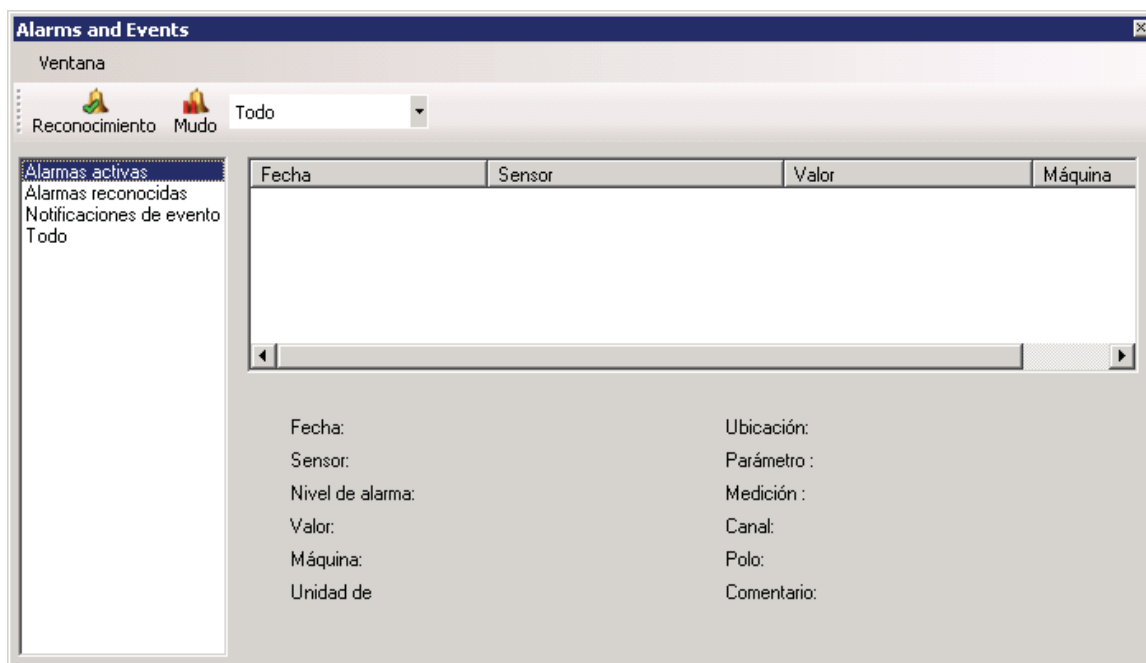 Alarms and Events
Ventana
Reconocimiento Mudo Todo
Alarmas activas
Alarmas reconocidas
Notificaciones de evento
Todo
Fecha Sensor Valor Máquina
Fecha: Ubicación:
Sensor: Parámetro :
Nivel de alarma: Medición :
Valor: Canal:
Máquina: Polo:
Unidad de Comentario: